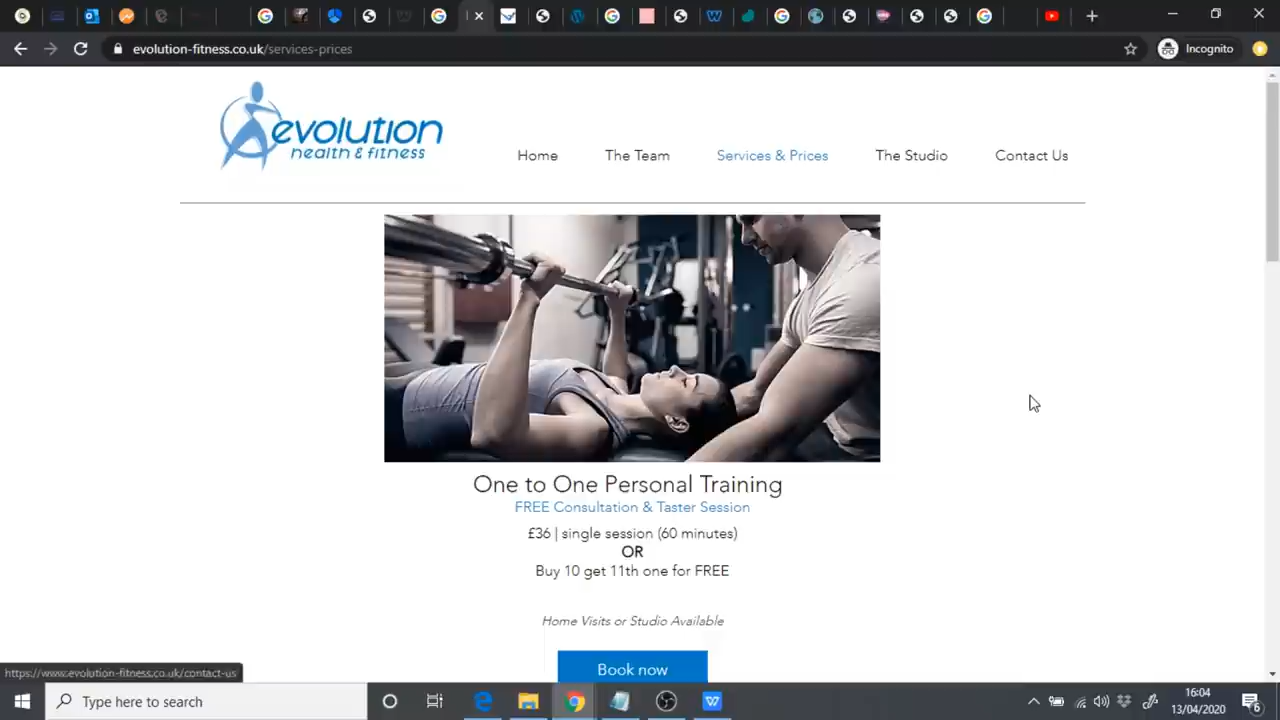 evolution-fitness.co.uk/services-prices
Incognito
evolution
health & fitness
Home
The Team
Services & Prices
The Studio
Contact Us
One to One Personal Training
FREE Consultation & Taster Session
£36 | single session (60 minutes)
OR
Buy 10 get 11th one for FREE
Home Visits or Studio Available
Book now
https://www.evolution-fitness.co.uk/contact-us
Type here to search
16:04
13/04/2020
6